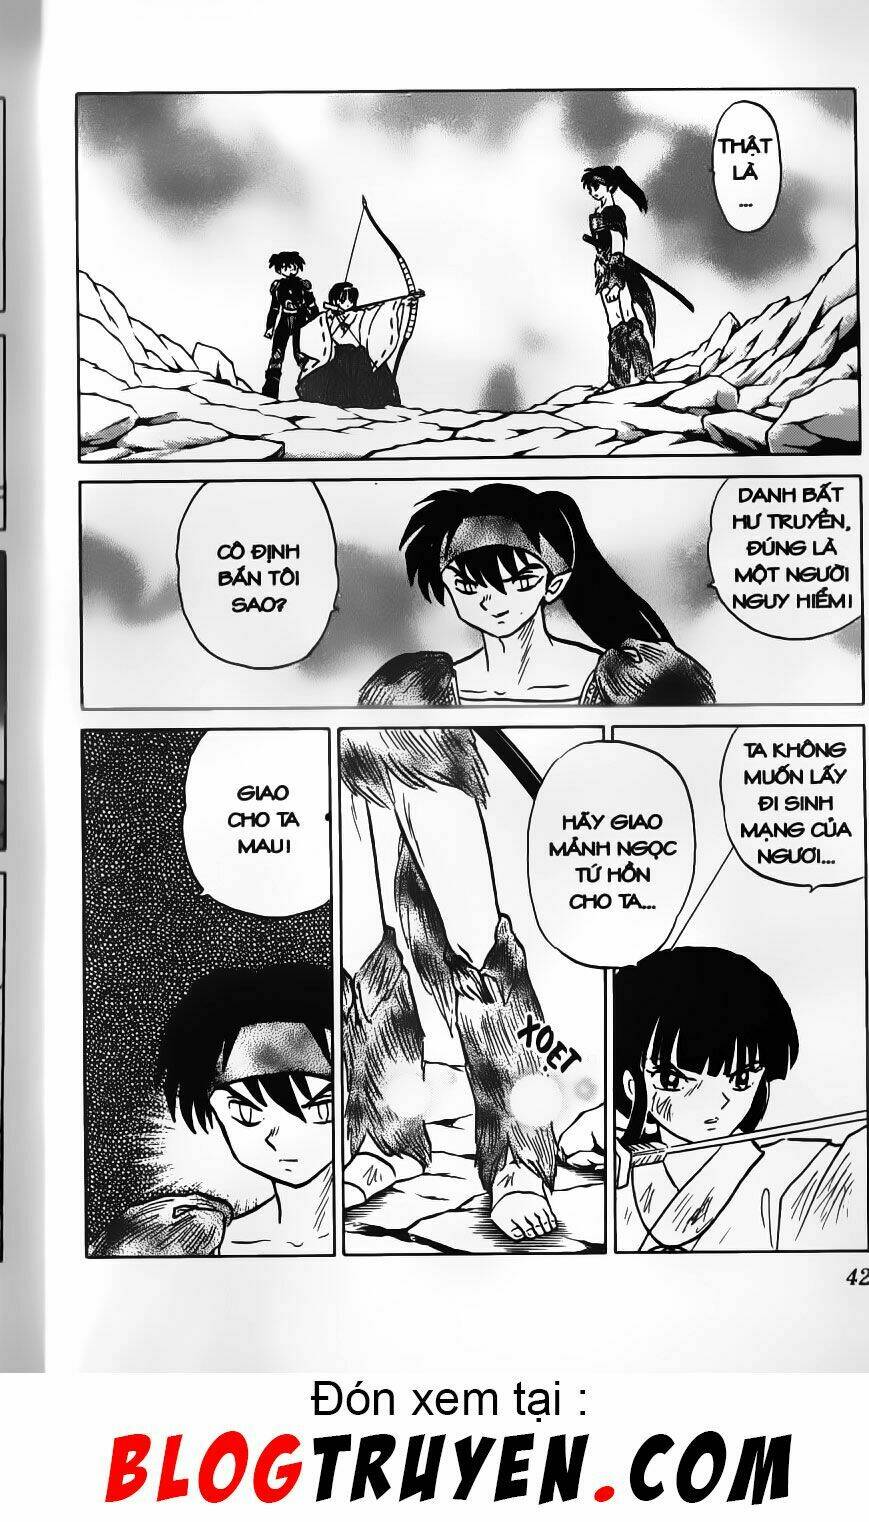 THẬT
LÀ
...
DANH BẤT
HƯ TRUYỀN,
ĐÚNG LÀ
MỘT NGƯỜI
NGUY HIỂM!
CÔ ĐỊNH
BẮN TÔI
SAO?
TA KHÔNG
MUỐN LẤY
ĐI SINH
MẠNG CỦA
NGƯƠI...
HÃY GIAO
MẢNH NGỌC
TỨ HỒN
CHO TA...
XOẸT
GIAO
CHO TA
MAU!
42
Đón xem tại :
BLOGTRUYEN.COM